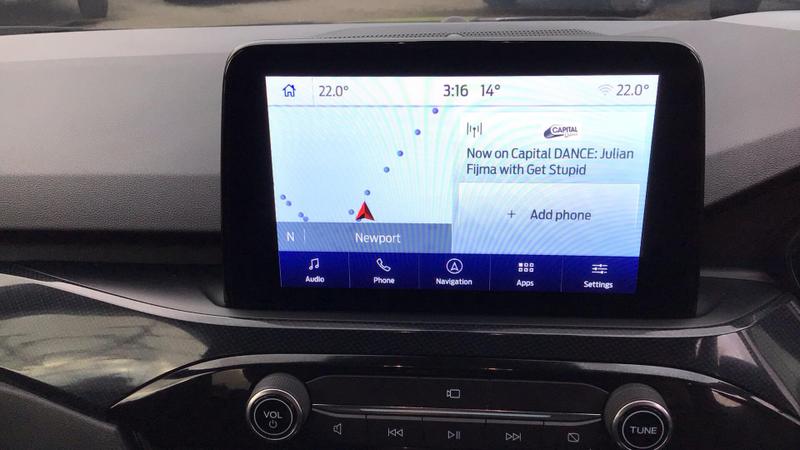 22.0° 3:16 14° 22.0°
CAPITAL
Now on Capital DANCE: Julian
Fijma with Get Stupid
+ Add phone
N Newport
Audio Phone Navigation Apps Settings
VOL
TUNE